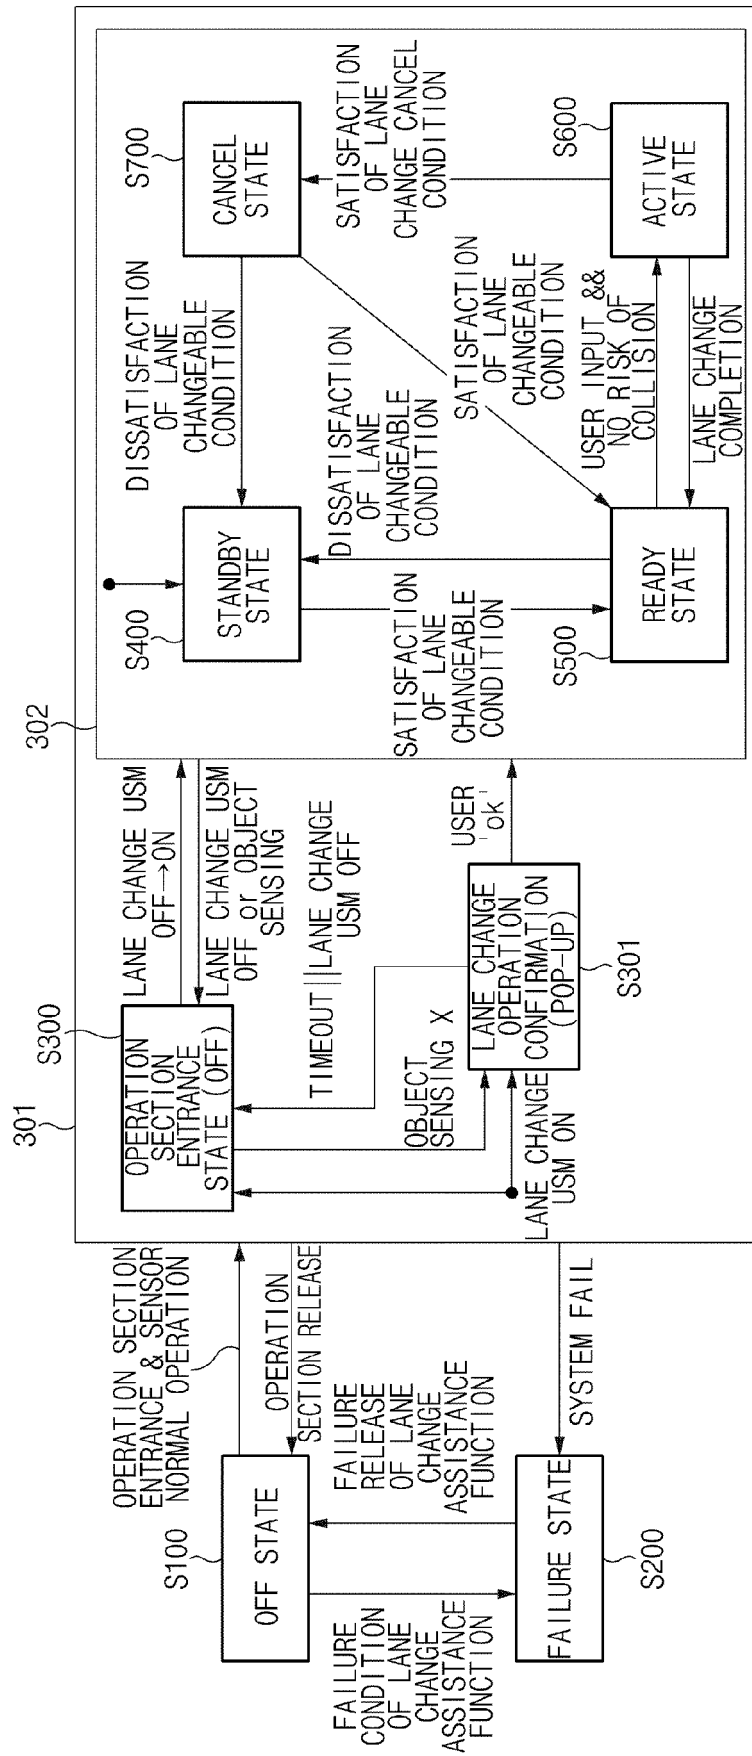 301
302
S100
OFF STATE
S200
FAILURE STATE
FAILURE
CONDITION
OF LANE
CHANGE
ASSISTANCE
FUNCTION
FAILURE
RELEASE
OF LANE
CHANGE
ASSISTANCE
FUNCTION
OPERATION SECTION
ENTRANCE & SENSOR
NORMAL OPERATION
OPERATION
SECTION RELEASE
SYSTEM FAIL
S300
OPERATION
SECTION
ENTRANCE
STATE (OFF)
LANE CHANGE
USM ON
OBJECT
SENSING X
TIMEOUT||LANE CHANGE
USM OFF
LANE CHANGE
OPERATION
CONFIRMATION
(POP-UP)
S301
LANE CHANGE USM
OFF→ON
LANE CHANGE USM
OFF or OBJECT
SENSING
USER
'ok'
S400
STANDBY
STATE
SATISFACTION
OF LANE
CHANGEABLE
CONDITION
DISSATISFACTION
OF LANE
CHANGEABLE
CONDITION
S500
READY
STATE
DISSATISFACTION
OF LANE
CHANGEABLE
CONDITION
SATISFACTION
OF LANE
CHANGEABLE
CONDITION
USER INPUT &&
NO RISK OF
COLLISION
LANE CHANGE
COMPLETION
S700
CANCEL
STATE
SATISFACTION
OF LANE
CHANGE CANCEL
CONDITION
S600
ACTIVE
STATE